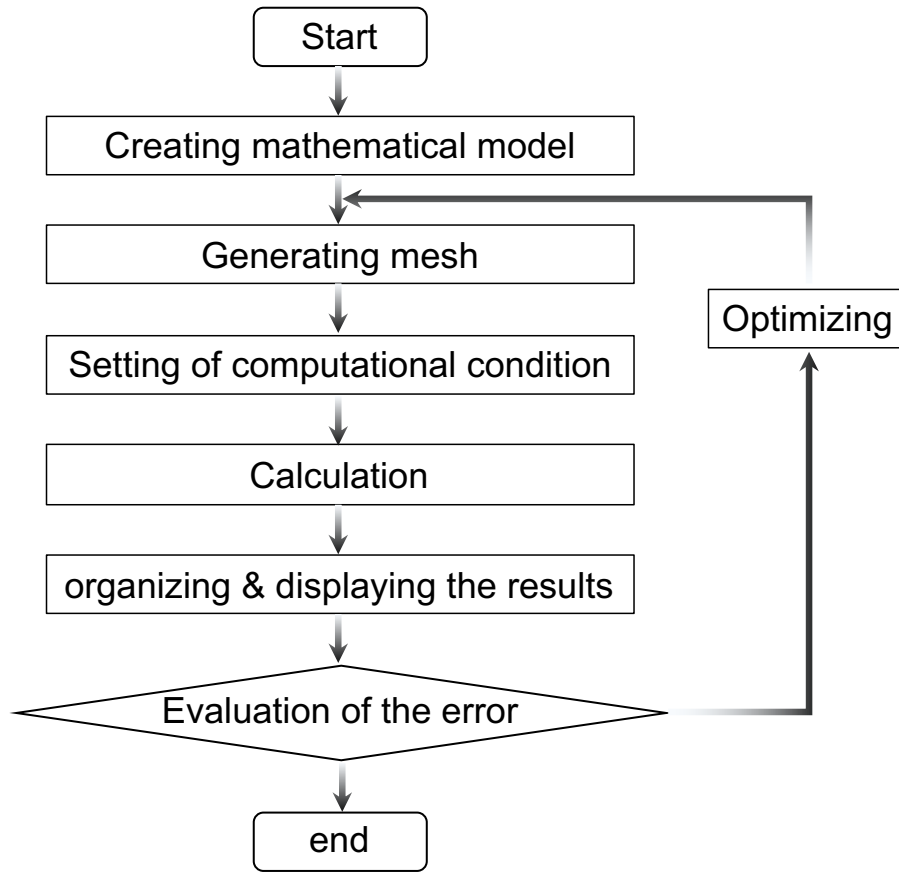 Start
Creating mathematical model
Generating mesh
Optimizing
Setting of computational condition
Calculation
organizing & displaying the results
Evaluation of the error
end